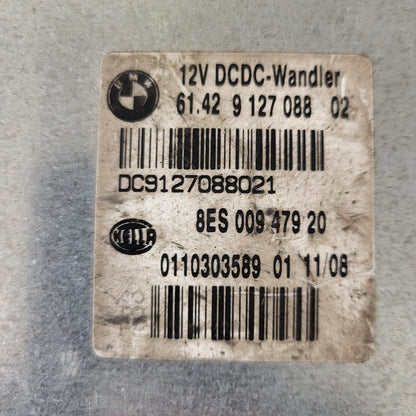 BMW
12V DCDC-Wandler
61.42 9 127 088 02
DC9127088021
8ES 009 479 20
HELLA
0110303589 01 11/08